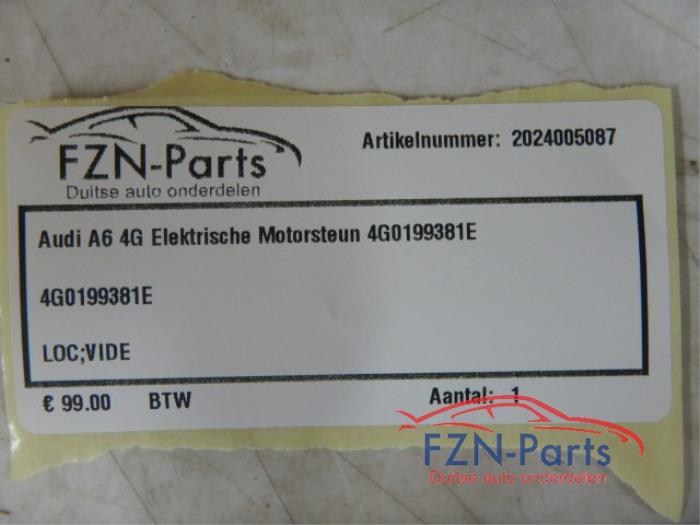 FZN-Parts
Duitse auto onderdelen
Artikelnummer: 2024005087
Audi A6 4G Elektrische Motorsteun 4G0199381E
4G0199381E
LOC;VIDE
€ 99.00 BTW Aantal: 1
FZN-Parts
Duitse auto onderdelen